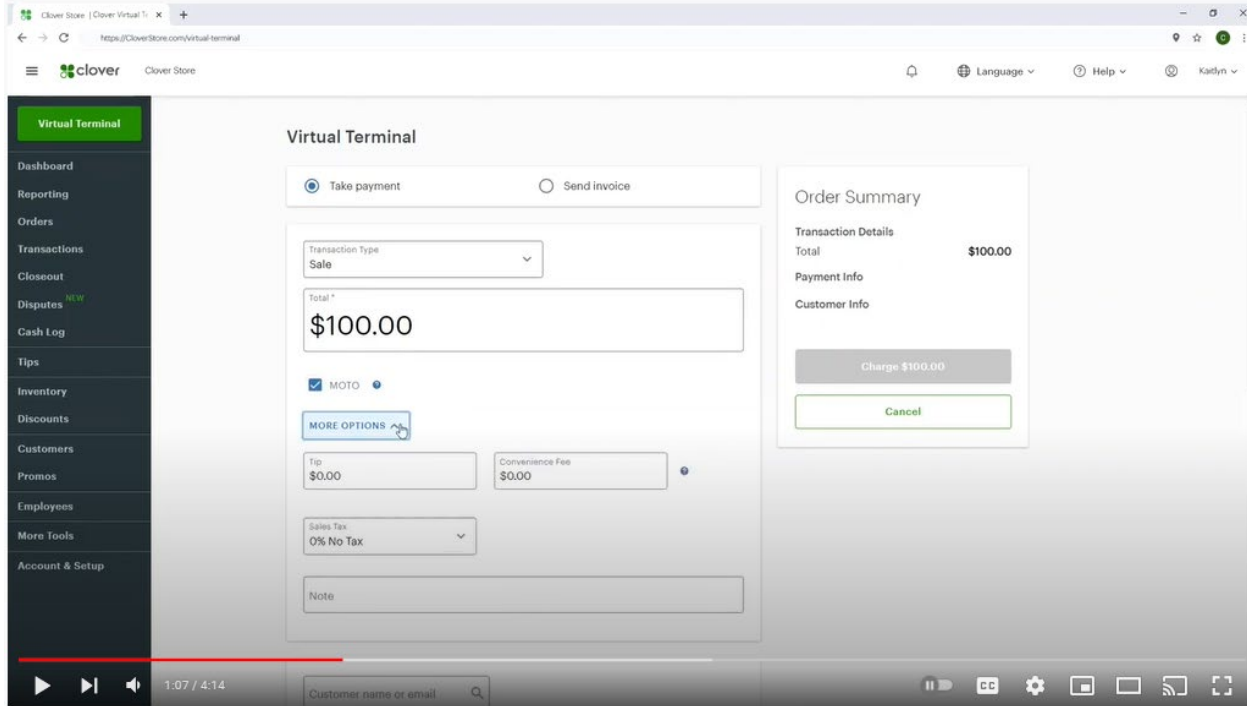 Clover Store | Clover Virtual Te
https://CloverStore.com/virtual-terminal
C
clover
Clover Store
Language
Help
Kaitlyn
Virtual Terminal
Dashboard
Reporting
Orders
Transactions
Closeout
Disputes NEW
Cash Log
Tips
Inventory
Discounts
Customers
Promos
Employees
More Tools
Account & Setup
Virtual Terminal
Take payment
Send invoice
Transaction Type
Sale
Total *
$100.00
MOTO
MORE OPTIONS
Tip
$0.00
Convenience Fee
$0.00
Sales Tax
0% No Tax
Note
Customer name or email
Order Summary
Transaction Details
Total $100.00
Payment Info
Customer Info
Charge $100.00
Cancel
1:07 / 4:14
CC